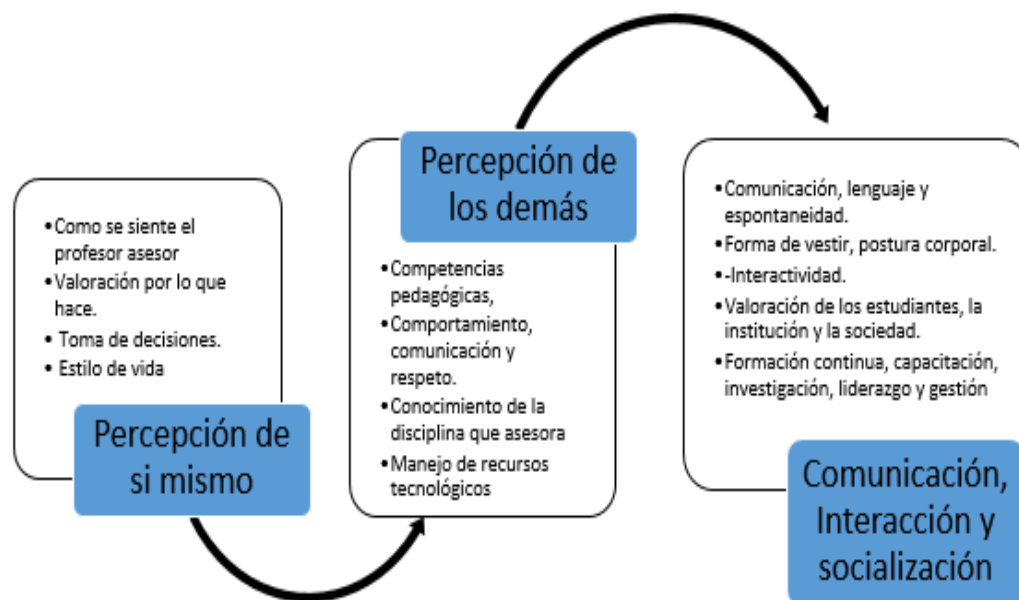 •Como se siente el
profesor asesor
•Valoración por lo que
hace.
• Toma de decisiones.
• Estilo de vida
Percepción de
si mismo
Percepción de
los demás
•Competencias
pedagógicas,
•Comportamiento,
comunicación y
respeto.
•Conocimiento de la
disciplina que asesora
•Manejo de recursos
tecnológicos
•Comunicación, lenguaje y
espontaneidad.
•Forma de vestir, postura corporal.
•-Interactividad.
•Valoración de los estudiantes, la
institución y la sociedad.
•Formación continua, capacitación,
investigación, liderazgo y gestión
Comunicación,
Interacción y
socialización